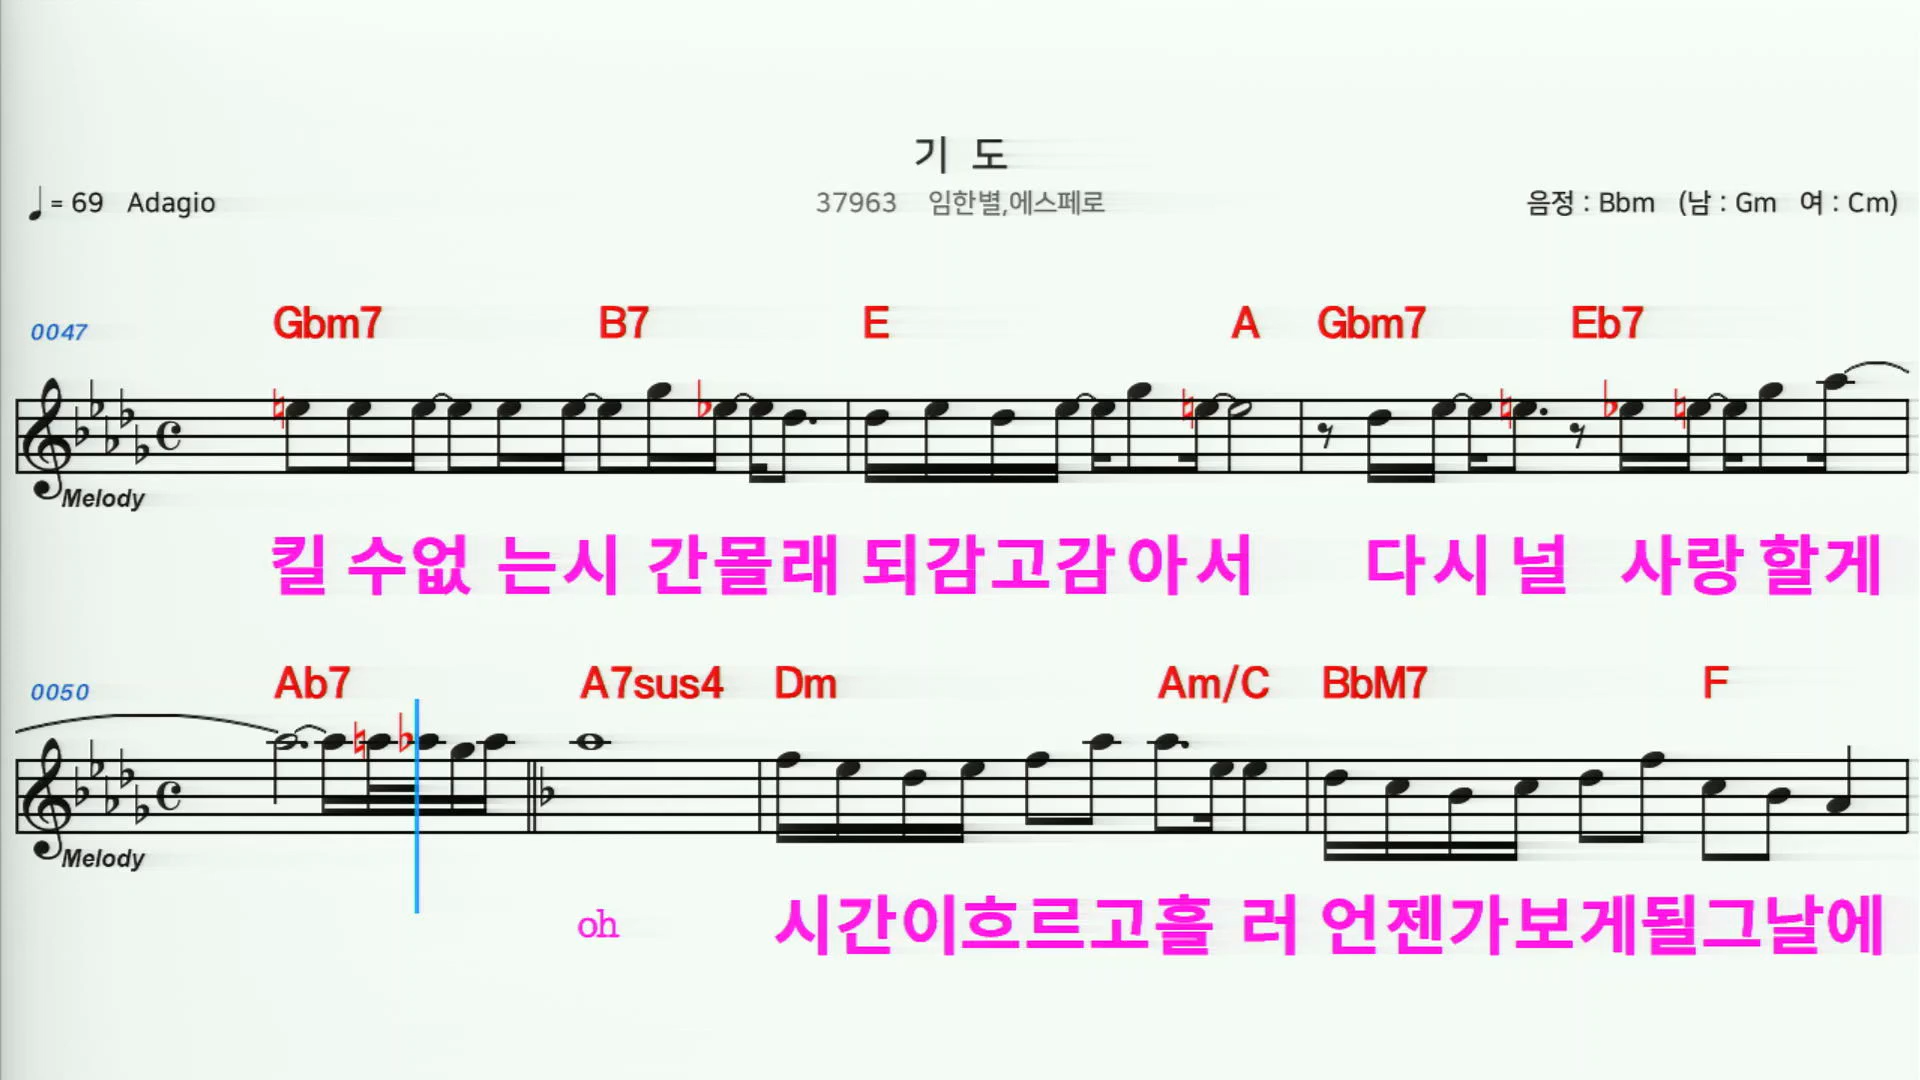 기 도
♩= 69 Adagio 37963 임한별,에스페로 음정 : Bbm (남 : Gm 여 : Cm)
0047 Gbm7 B7 E A Gbm7 Eb7
Melody
킬 수없 는시 간몰래 되감고감아서 다시 널 사랑할게
0050 Ab7 A7sus4 Dm Am/C BbM7 F
Melody
oh 시간이흐르고흘 러 언젠가보게될그날에